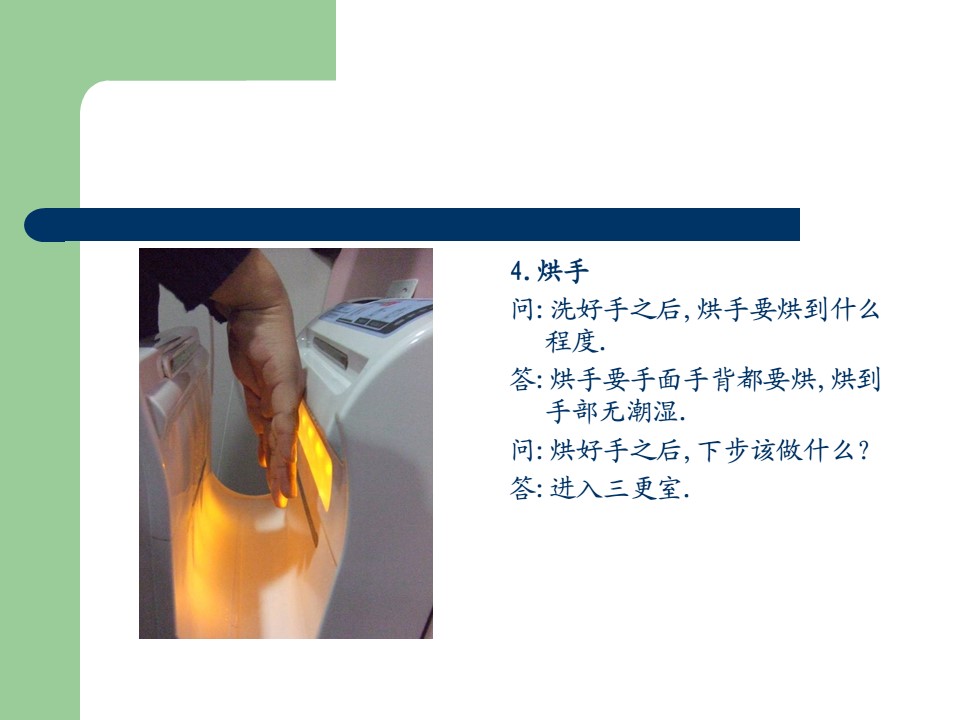 4. 烘手
问: 洗好手之后, 烘手要烘到什么
程度.
答: 烘手要手面手背都要烘, 烘到
手部无潮湿.
问: 烘好手之后, 下步该做什么?
答: 进入三更室.